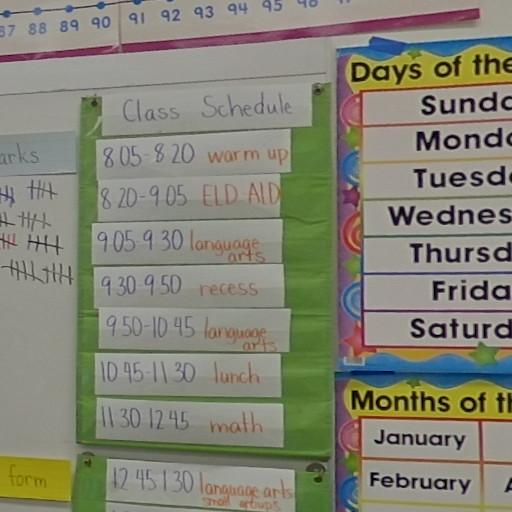 87 88 89 90 91 92 93 94 95
Class Schedule
8 05-8 20 warm up
8 20-9 05 ELD ALD
9 05-9 30 language
arts
9 30-9 50 recess
9 50-10 45 language
arts
10 45-11 30 lunch
11 30 12 45 math
12 45 1 30 language arts
small groups
arks
form
Days of the
Sunda
Monda
Tuesd
Wednes
Thursd
Frida
Saturd
Months of th
January
February